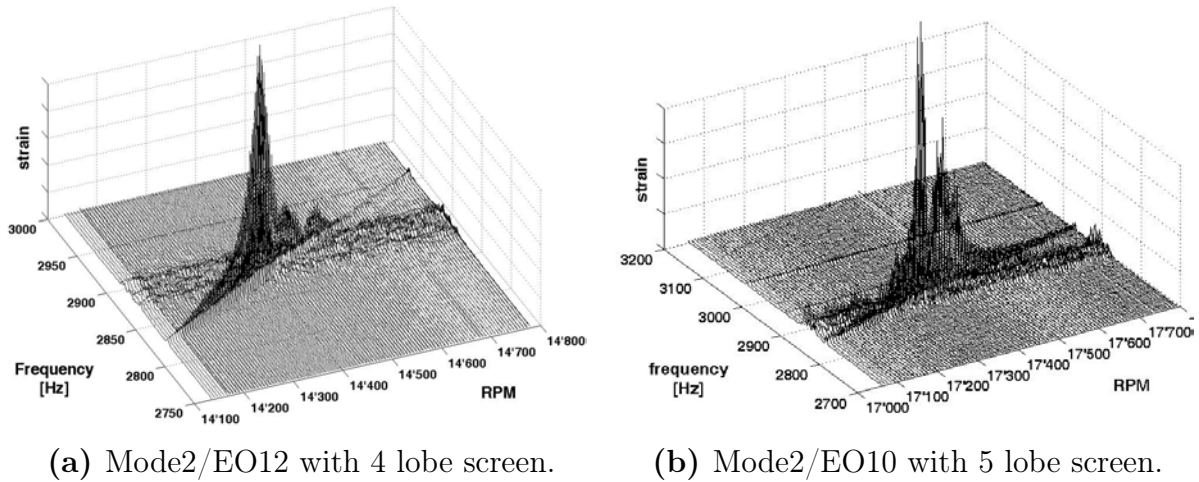 strain
3000
2950
2900
2850
2800
2750
Frequency
[Hz]
14'100
14'200
14'300
14'400
14'500
14'600
14'700
14'800
RPM
strain
3200
3100
3000
2900
2800
2700
frequency
[Hz]
17'000
17'100
17'200
17'300
17'400
17'500
17'600
17'700
RPM
(a) Mode2/EO12 with 4 lobe screen.
(b) Mode2/EO10 with 5 lobe screen.